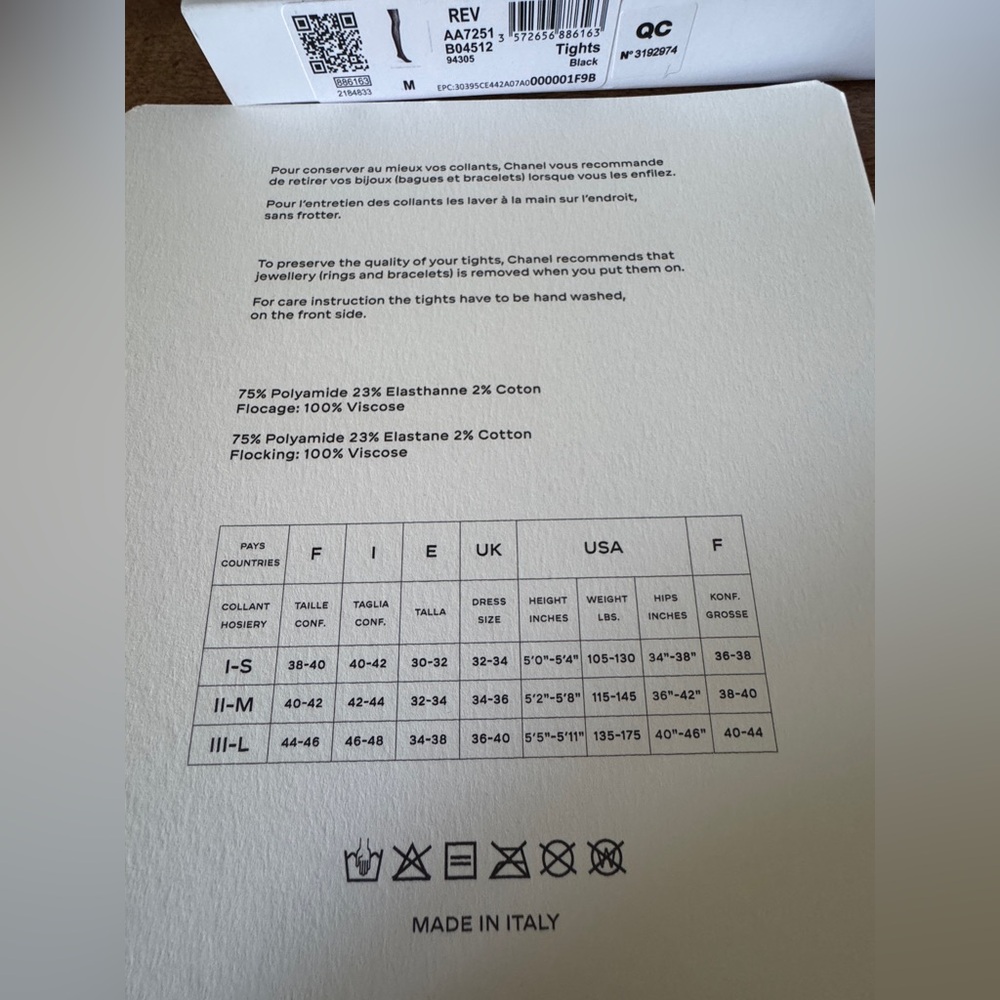 REV
AA7251
B04512
94305
3 572656 886163
Tights
Black
QC
N° 3192974
886163
2184833
M
EPC:30395CE442A07A0000001F9B
Pour conserver au mieux vos collants, Chanel vous recommande
de retirer vos bijoux (bagues et bracelets) lorsque vous les enfilez.
Pour l'entretien des collants les laver à la main sur l'endroit,
sans frotter.
To preserve the quality of your tights, Chanel recommends that
jewellery (rings and bracelets) is removed when you put them on.
For care instruction the tights have to be hand washed,
on the front side.
75% Polyamide 23% Elasthanne 2% Coton
Flocage: 100% Viscose
75% Polyamide 23% Elastane 2% Cotton
Flocking: 100% Viscose
PAYS COUNTRIES F I E UK USA F
COLLANT HOSIERY TAILLE CONF. TAGLIA CONF. TALLA DRESS SIZE HEIGHT INCHES WEIGHT LBS. HIPS INCHES KONF. GROSSE
I-S 38-40 40-42 30-32 32-34 5'0"-5'4" 105-130 34"-38" 36-38
II-M 40-42 42-44 32-34 34-36 5'2"-5'8" 115-145 36"-42" 38-40
III-L 44-46 46-48 34-38 36-40 5'5"-5'11" 135-175 40"-46" 40-44
MADE IN ITALY